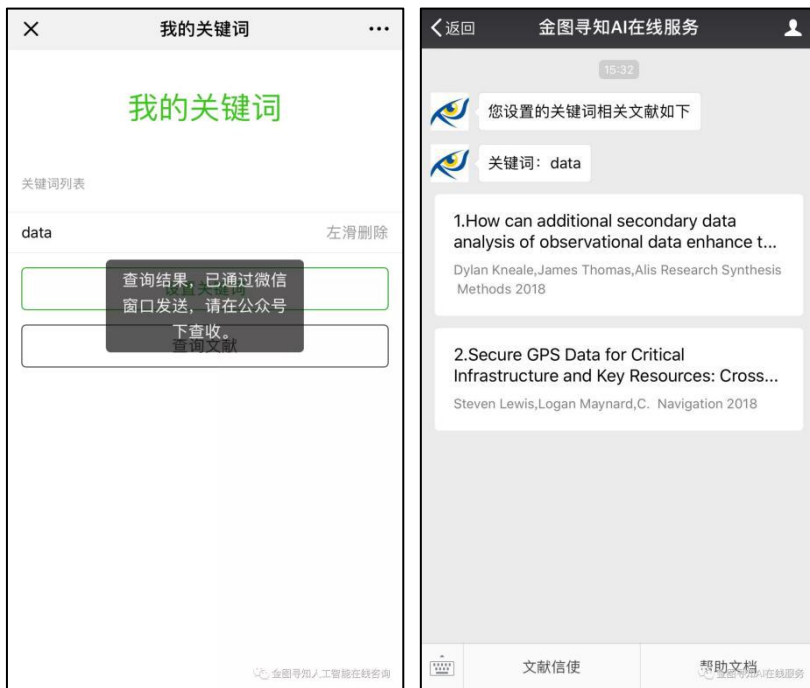 我的关键词
我的关键词
关键词列表
data
左滑删除
设置关键词
查询结果，已通过微信
窗口发送，请在公众号
下查收。
查询文献
金图寻知人工智能在线咨询
返回
金图寻知AI在线服务
15:32
您设置的关键词相关文献如下
关键词：data
1.How can additional secondary data
analysis of observational data enhance t...
Dylan Kneale,James Thomas,Alis Research Synthesis
Methods 2018
2.Secure GPS Data for Critical
Infrastructure and Key Resources: Cross...
Steven Lewis,Logan Maynard,C. Navigation 2018
文献信使
帮助文档
金图寻知AI在线服务